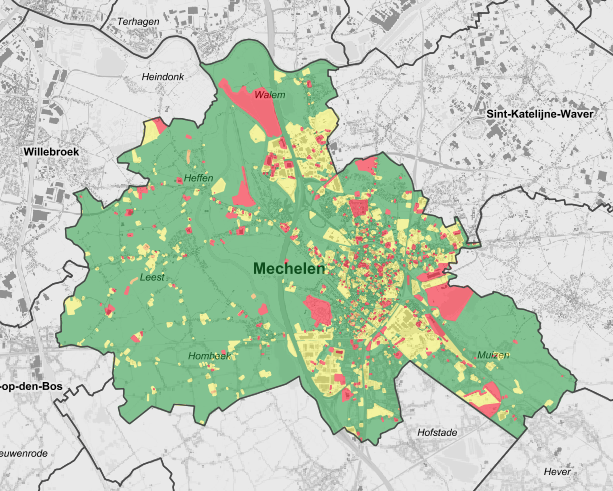 Terhagen
Heindonk
Walem
Sint-Katelijne-Waver
Willebroek
Heffen
Mechelen
Leest
Hombeek
Muizen
-op-den-Bos
Hofstade
euwenrode
Hever